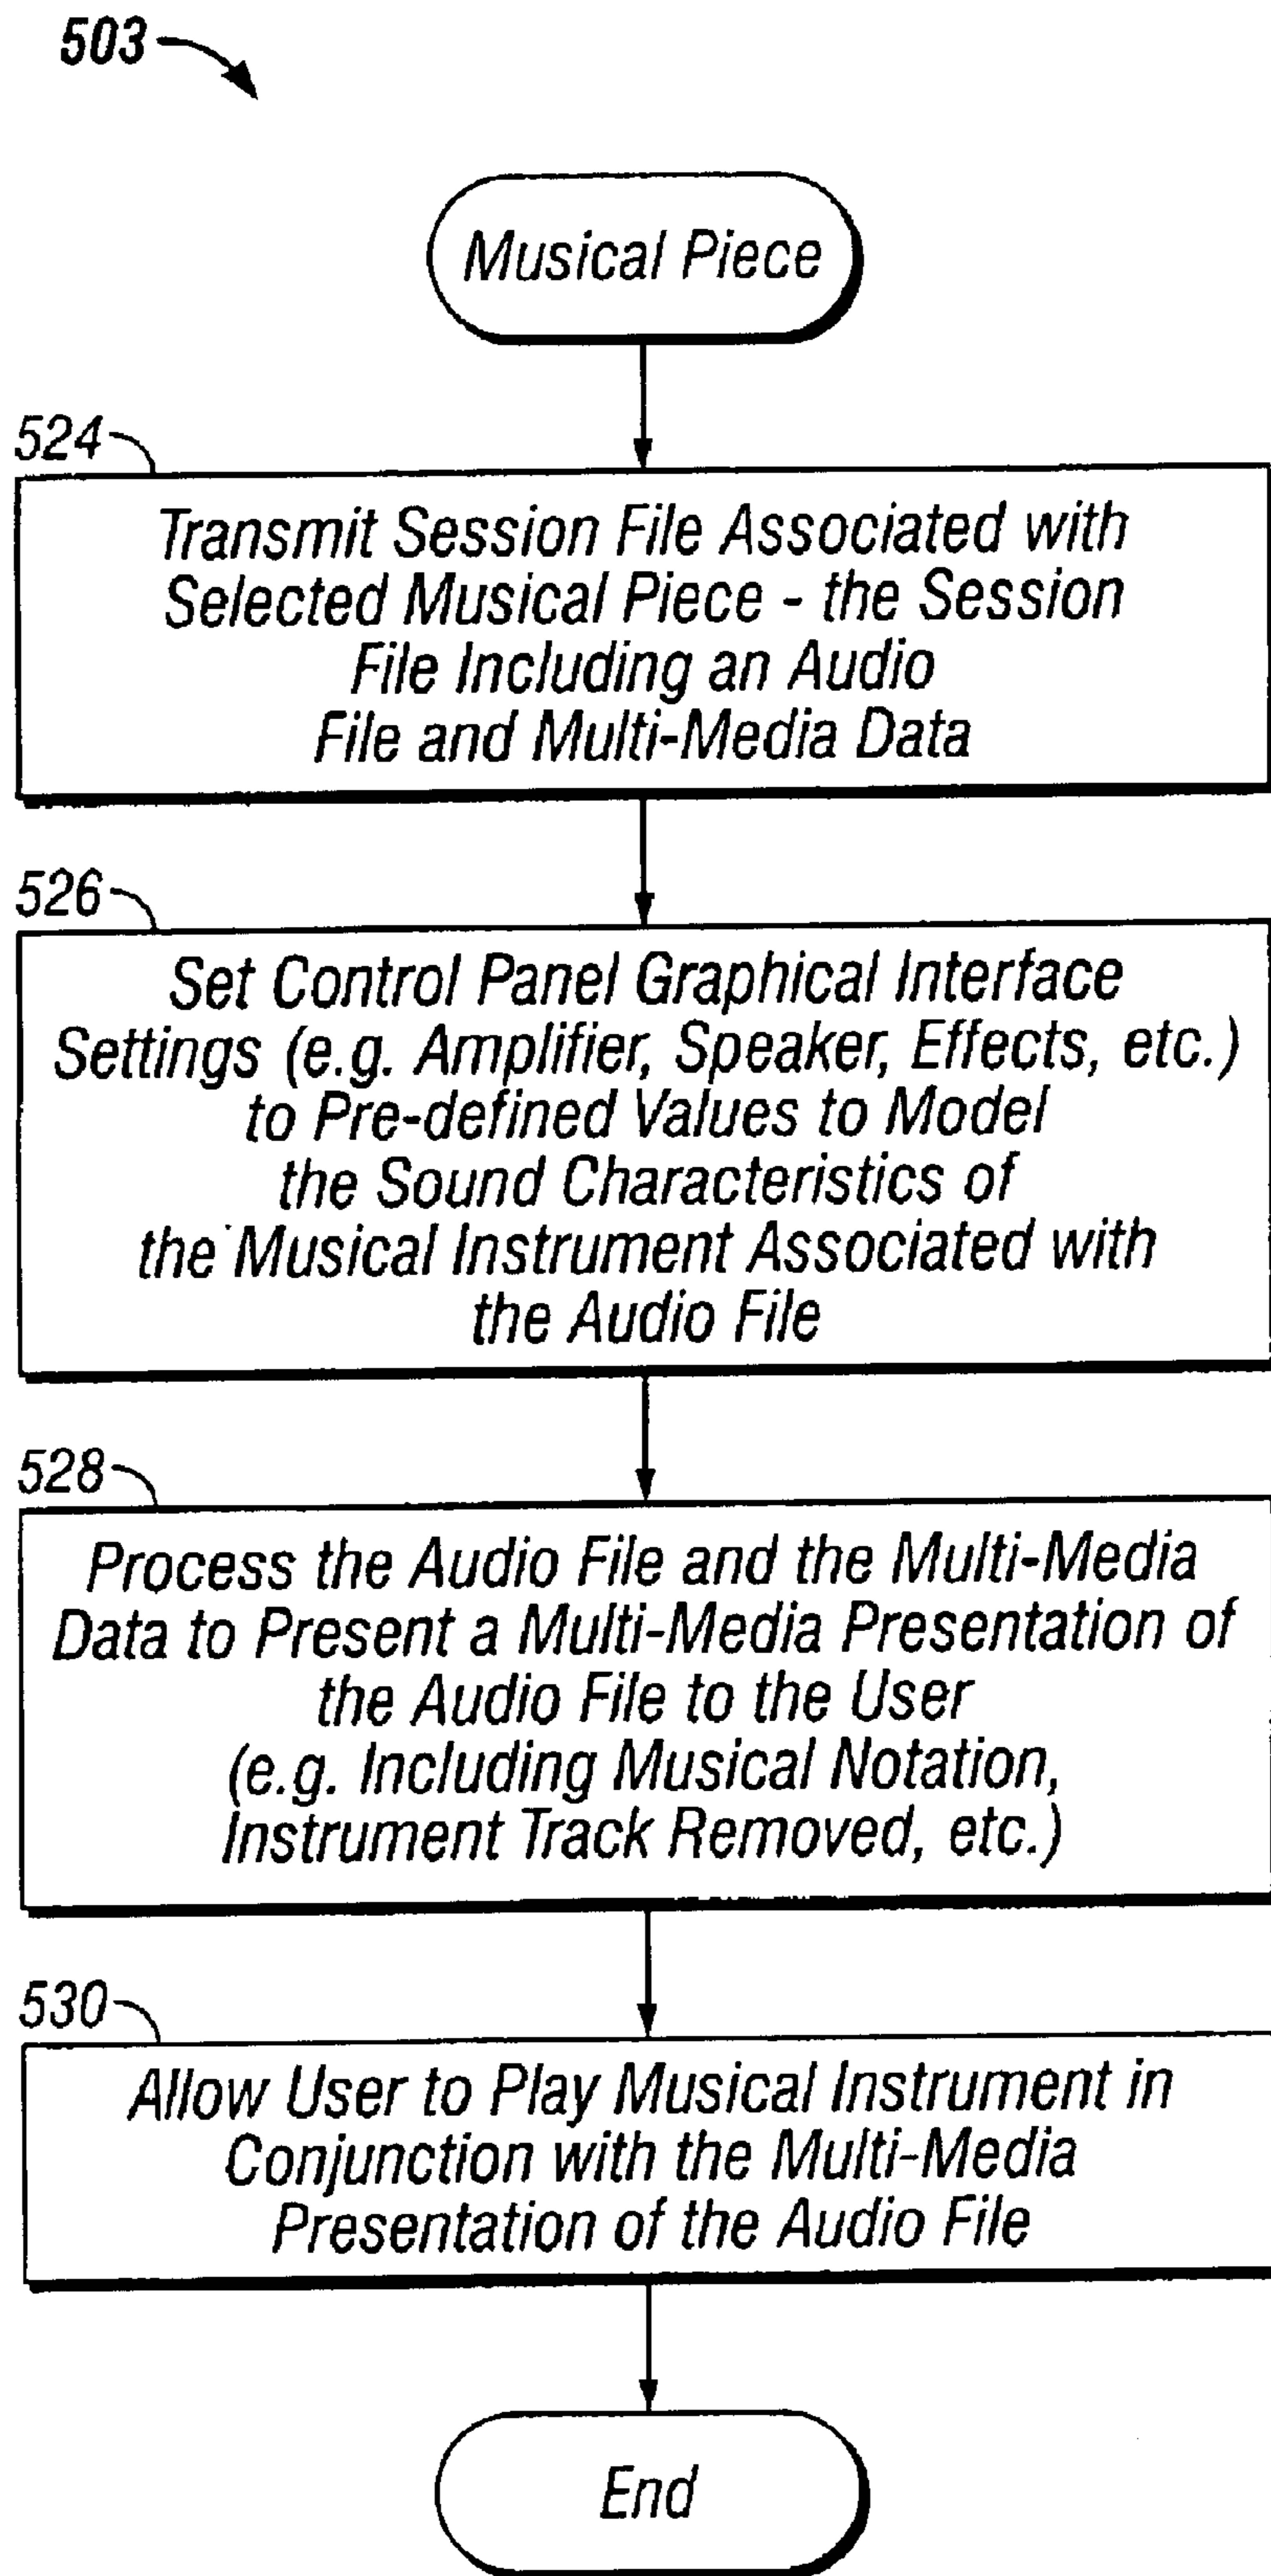 503
Musical Piece
524
Transmit Session File Associated with
Selected Musical Piece - the Session
File Including an Audio
File and Multi-Media Data
526
Set Control Panel Graphical Interface
Settings (e.g. Amplifier, Speaker, Effects, etc.)
to Pre-defined Values to Model
the Sound Characteristics of
the Musical Instrument Associated with
the Audio File
528
Process the Audio File and the Multi-Media
Data to Present a Multi-Media Presentation of
the Audio File to the User
(e.g. Including Musical Notation,
Instrument Track Removed, etc.)
530
Allow User to Play Musical Instrument in
Conjunction with the Multi-Media
Presentation of the Audio File
End